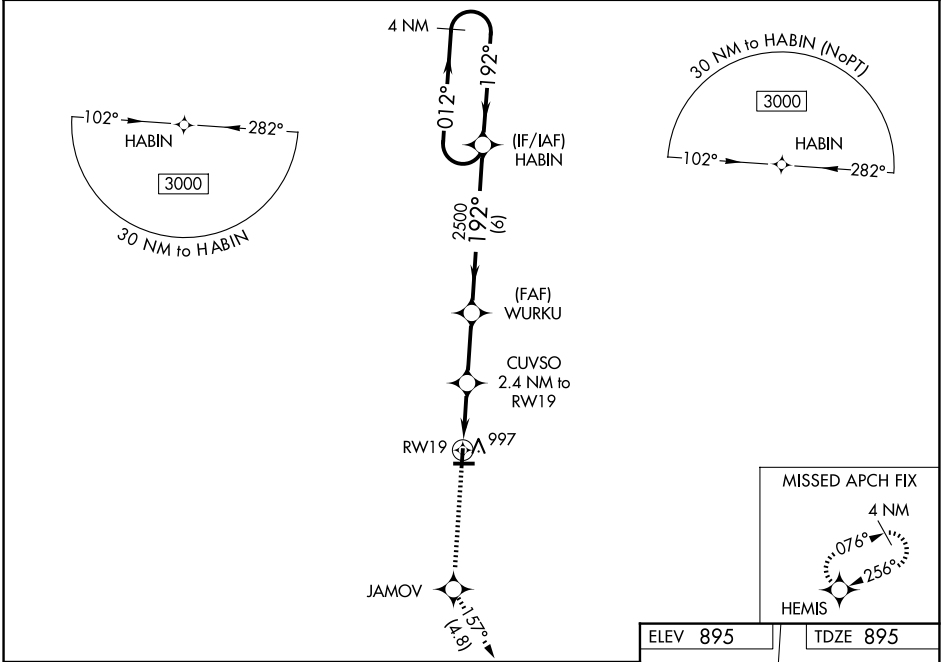 4 NM
192°
012°
(IF/IAF)
HABIN
102°
282°
HABIN
3000
30 NM to HABIN
30 NM to HABIN (NoPT)
3000
HABIN
102°
282°
2500
192°
(6)
(FAF)
WURKU
CUVSO
2.4 NM to
RW19
RW19
997
JAMOV
157°
(4.8)
MISSED APCH FIX
4 NM
076°
256°
HEMIS
ELEV 895
TDZE 895